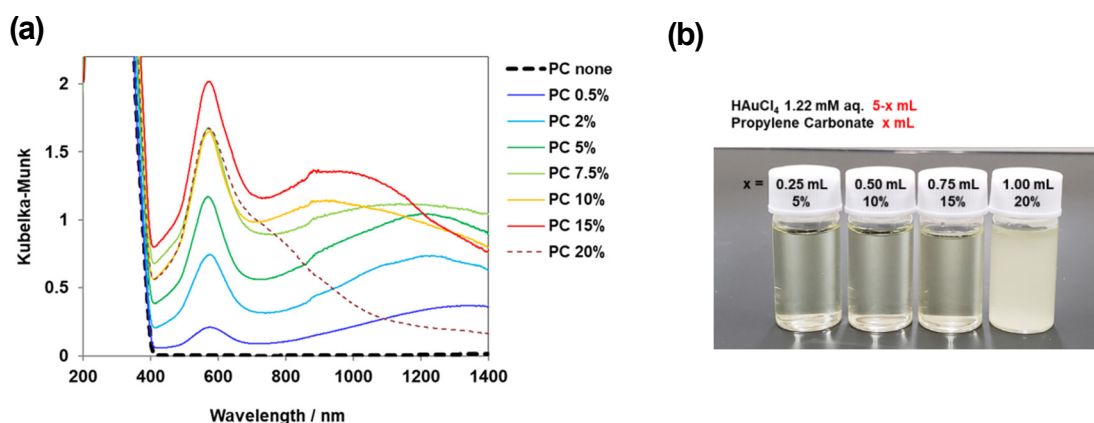 (a)
Kubelka-Munk
2
1.5
1
0.5
0
200 400 600 800 1000 1200 1400
Wavelength / nm
PC none
PC 0.5%
PC 2%
PC 5%
PC 7.5%
PC 10%
PC 15%
PC 20%
(b)
HAuCl₄ 1.22 mM aq. 5-x mL
Propylene Carbonate x mL
x = 0.25 mL 0.50 mL 0.75 mL 1.00 mL
5% 10% 15% 20%